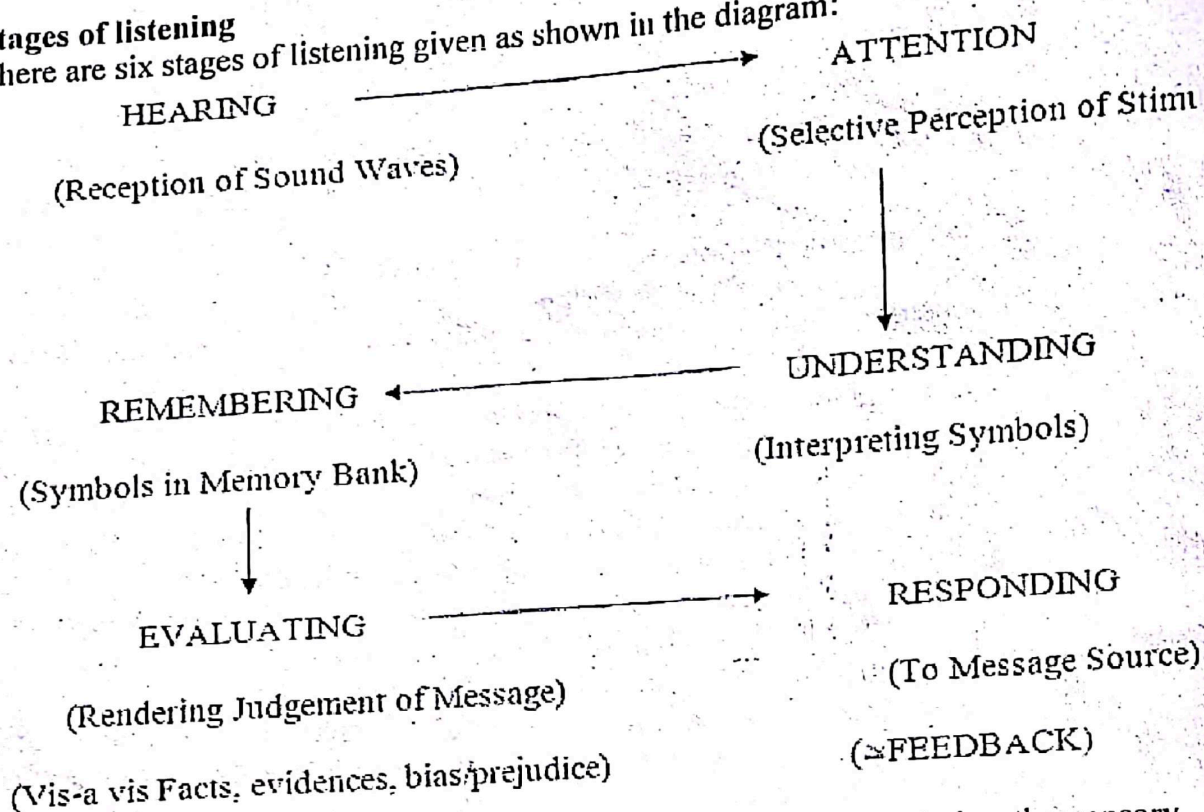 tages of listening
here are six stages of listening given as shown in the diagram:
HEARING
ATTENTION
(Reception of Sound Waves)
(Selective Perception of Stimu
UNDERSTANDING
REMEMBERING
(Interpreting Symbols)
(Symbols in Memory Bank)
RESPONDING
EVALUATING
(To Message Source)
(Rendering Judgement of Message)
(≃FEEDBACK)
(Vis-a vis Facts, evidences, bias/prejudice)